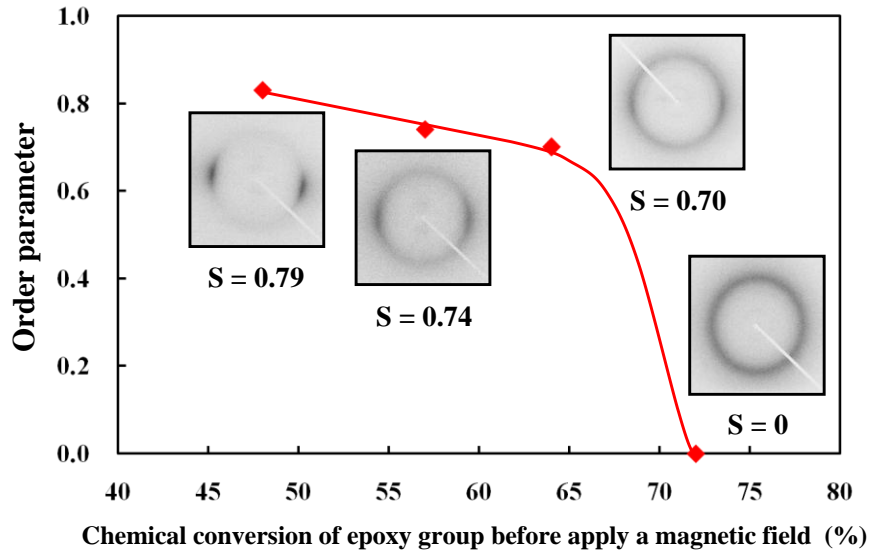 1.0
0.8
0.6
0.4
0.2
0.0
Order parameter
S = 0.79
S = 0.74
S = 0.70
S = 0
40 45 50 55 60 65 70 75 80
Chemical conversion of epoxy group before apply a magnetic field (%)